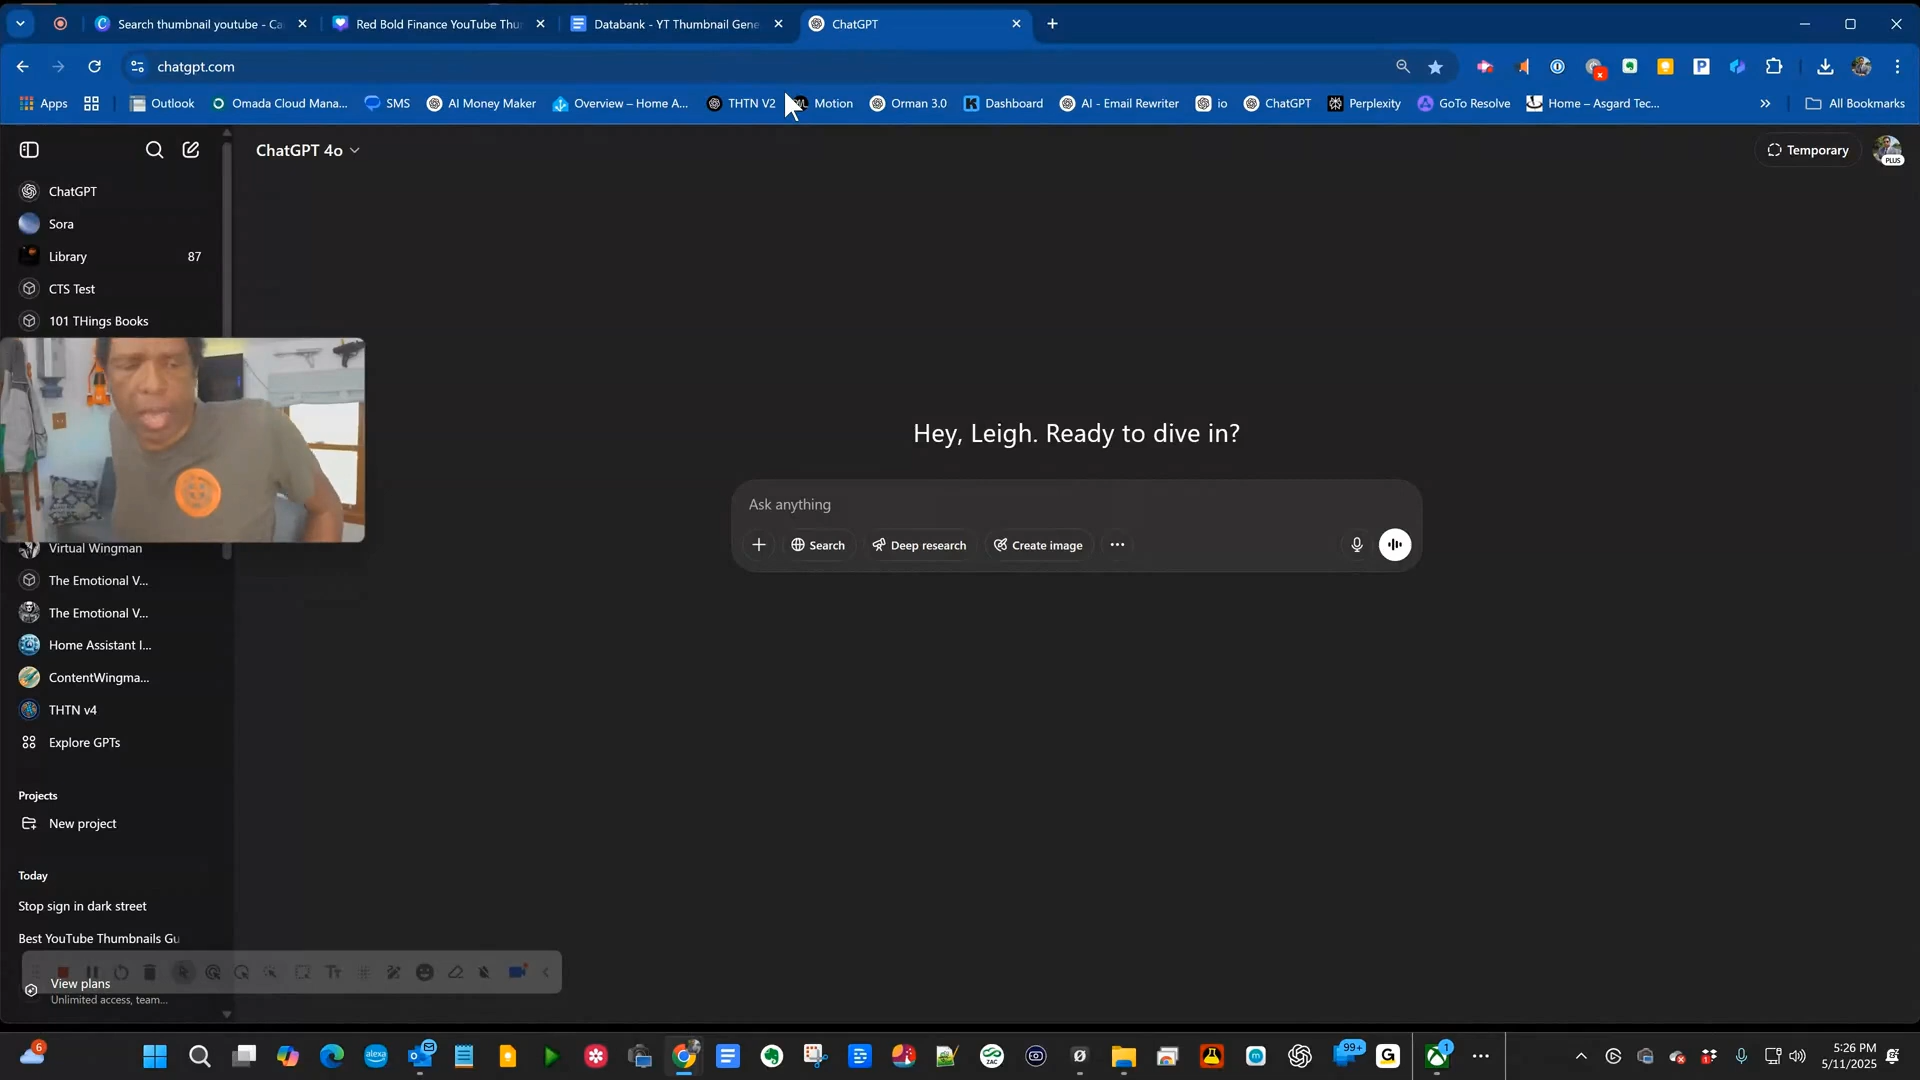 Search thumbnail youtube - Ca
Red Bold Finance YouTube Thu
Databank - YT Thumbnail Gene
ChatGPT
chatgpt.com
Apps
Outlook
Omada Cloud Mana...
SMS
AI Money Maker
Overview – Home A...
THTN V2
Motion
Orman 3.0
Dashboard
AI - Email Rewriter
io
ChatGPT
Perplexity
GoTo Resolve
Home – Asgard Tec...
All Bookmarks
ChatGPT 4o
Temporary
PLUS
ChatGPT
Sora
Library
87
CTS Test
101 THings Books
Virtual Wingman
The Emotional V...
The Emotional V...
Home Assistant I...
ContentWingma...
THTN v4
Explore GPTs
Projects
New project
Today
Stop sign in dark street
Best YouTube Thumbnails Gu
View plans
Unlimited access, team...
Hey, Leigh. Ready to dive in?
Ask anything
Search
Deep research
Create image
6
alexa
99+
1
5:26 PM
5/11/2025